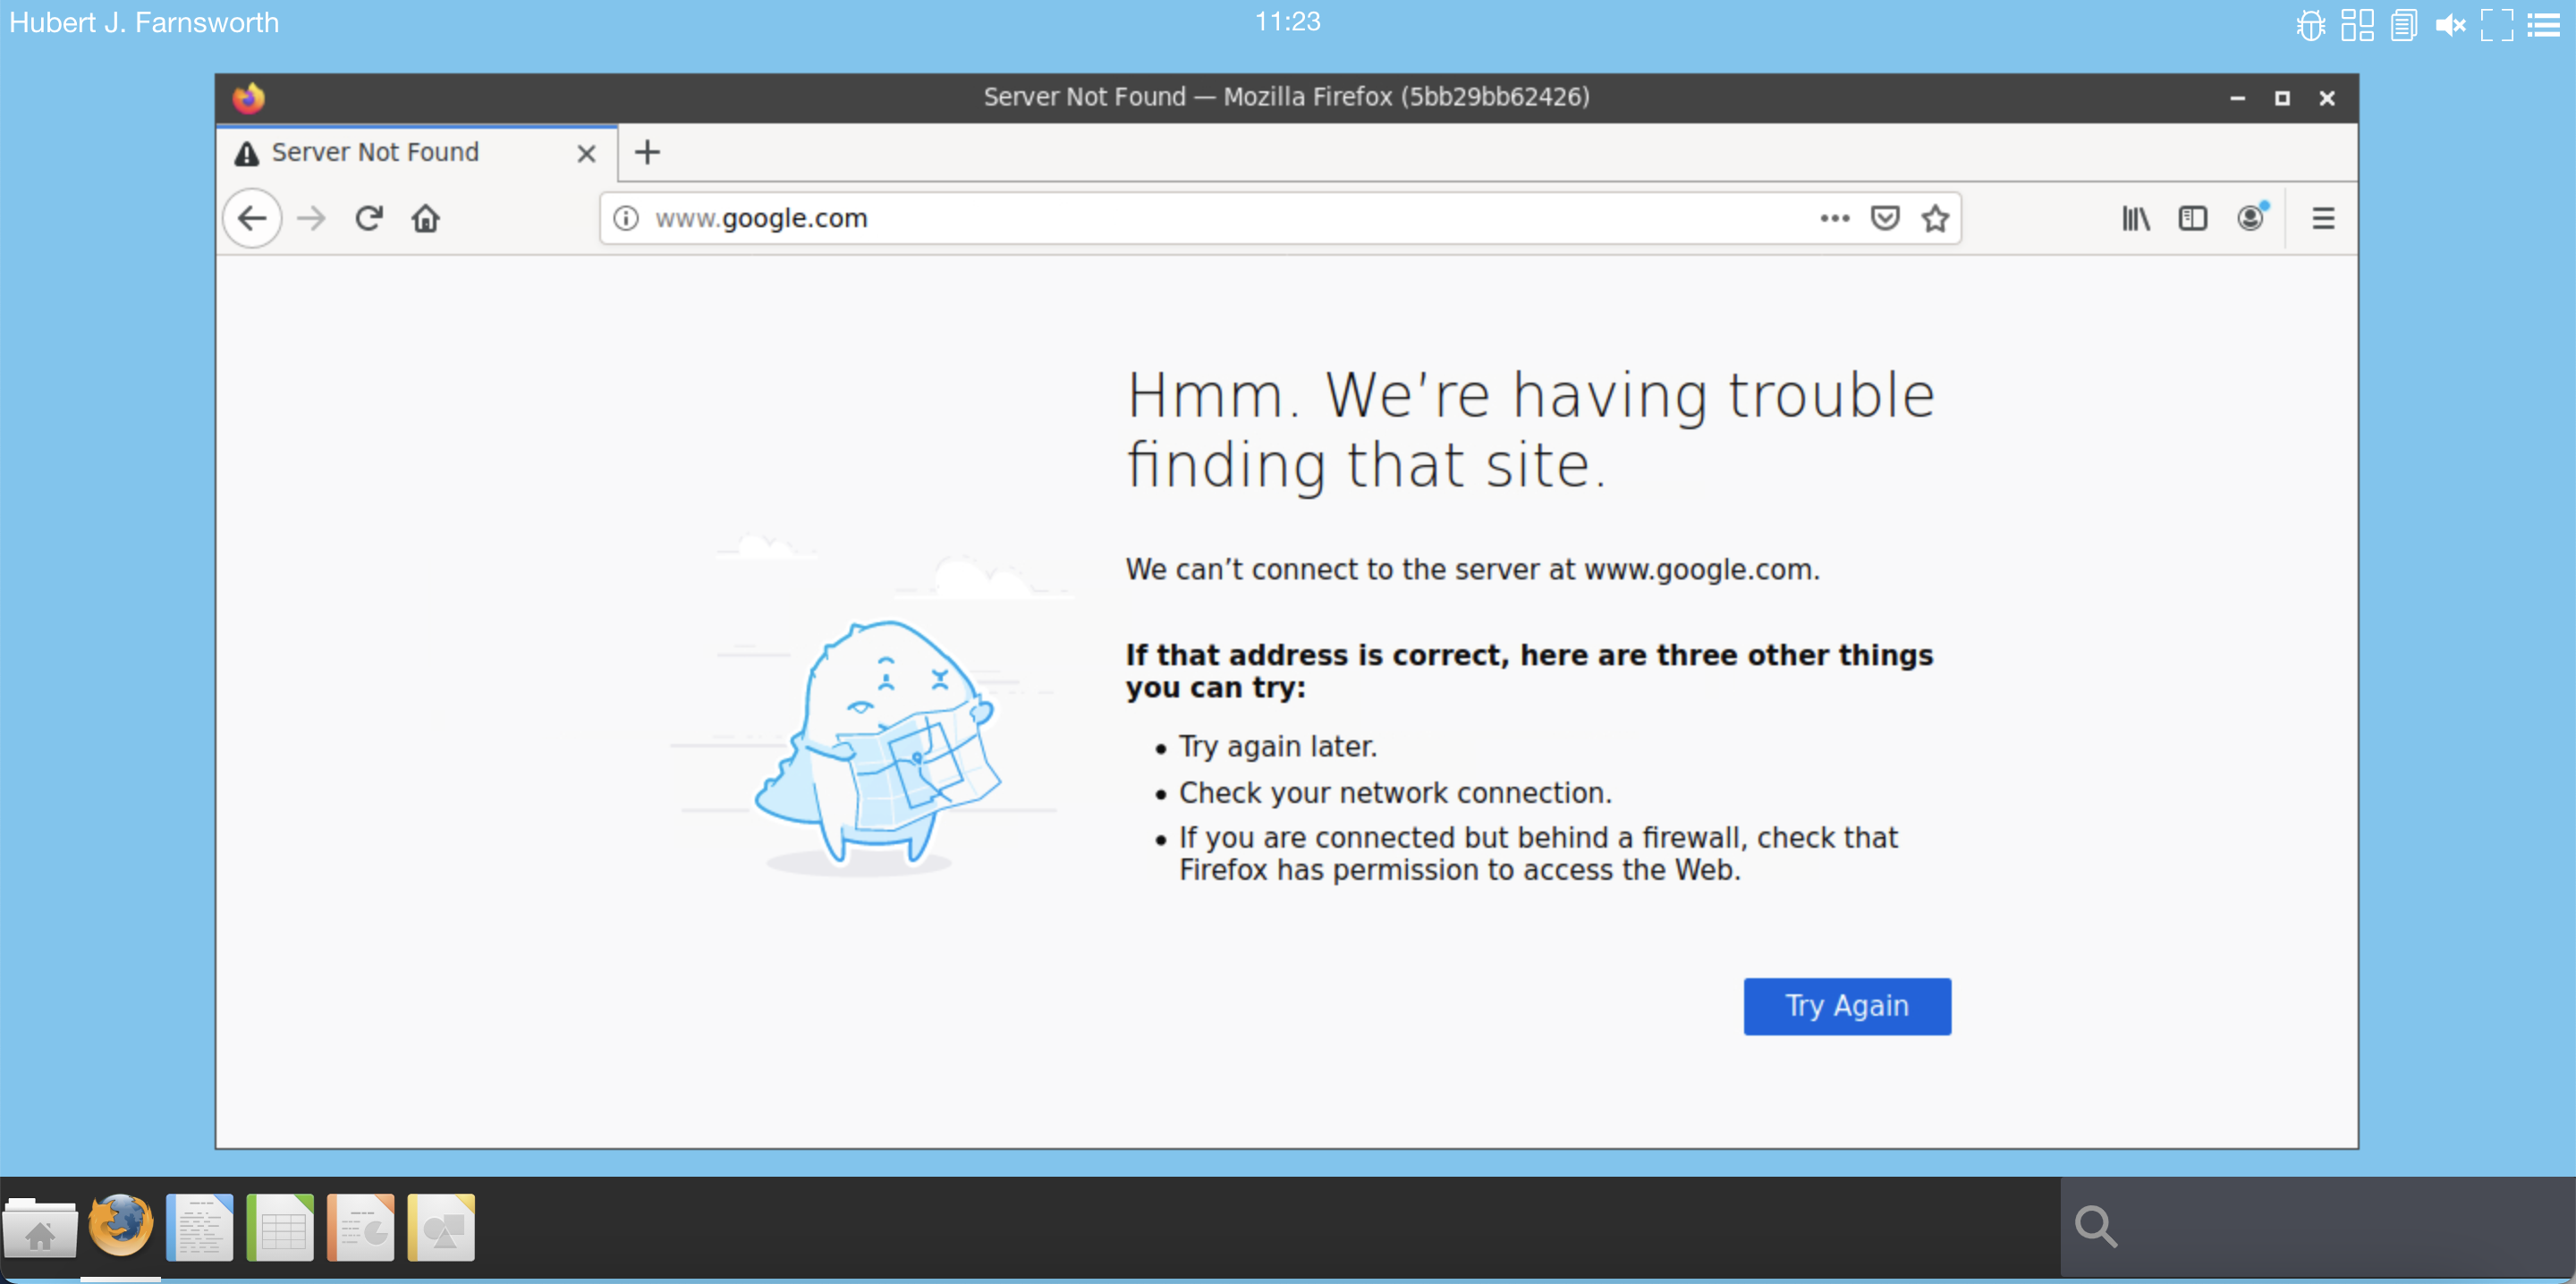 Hubert J. Farnsworth
11:23
Server Not Found — Mozilla Firefox (5bb29bb62426)
Server Not Found
www.google.com
Hmm. We’re having trouble
finding that site.
We can’t connect to the server at www.google.com.
If that address is correct, here are three other things
you can try:
• Try again later.
• Check your network connection.
• If you are connected but behind a firewall, check that
Firefox has permission to access the Web.
Try Again